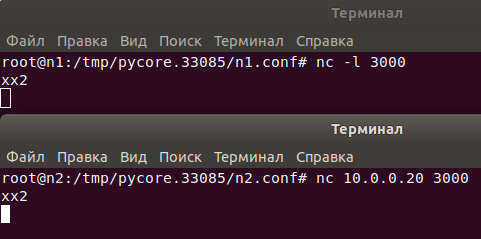 Терминал
Файл Правка Вид Поиск Терминал Справка
root@n1:/tmp/pycore.33085/n1.conf# nc -l 3000
xx2
Терминал
Файл Правка Вид Поиск Терминал Справка
root@n2:/tmp/pycore.33085/n2.conf# nc 10.0.0.20 3000
xx2